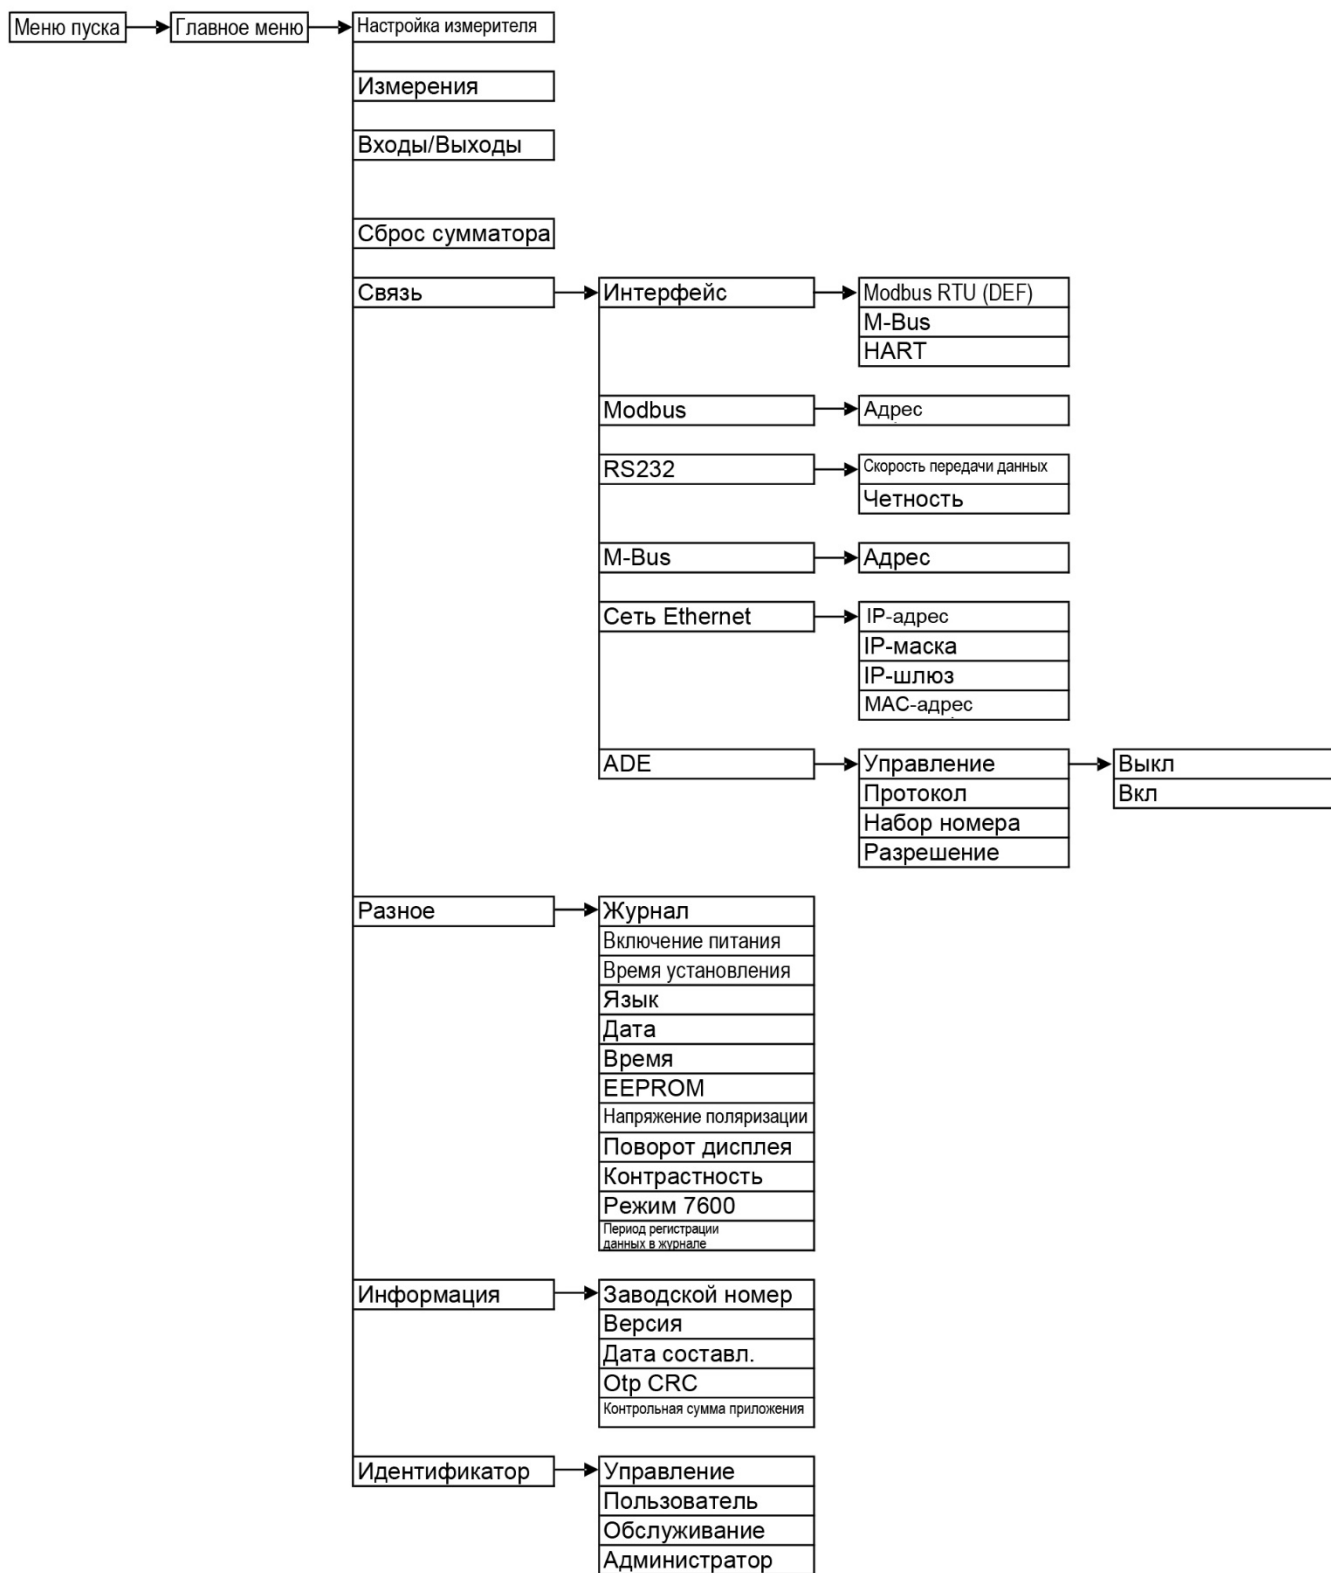 Меню пуска
Главное меню
Настройка измерителя
Измерения
Входы/Выходы
Сброс сумматора
Связь
Интерфейс
Modbus RTU (DEF)
M-Bus
HART
Modbus
Адрес
RS232
Скорость передачи данных
Четность
M-Bus
Адрес
Сеть Ethernet
IP-адрес
IP-маска
IP-шлюз
MAC-адрес
ADE
Управление
Выкл
Протокол
Вкл
Набор номера
Разрешение
Разное
Журнал
Включение питания
Время установления
Язык
Дата
Время
EEPROM
Напряжение поляризации
Поворот дисплея
Контрастность
Режим 7600
Период регистрации
данных в журнале
Информация
Заводской номер
Версия
Дата составл.
Otp CRC
Контрольная сумма приложения
Идентификатор
Управление
Пользователь
Обслуживание
Администратор